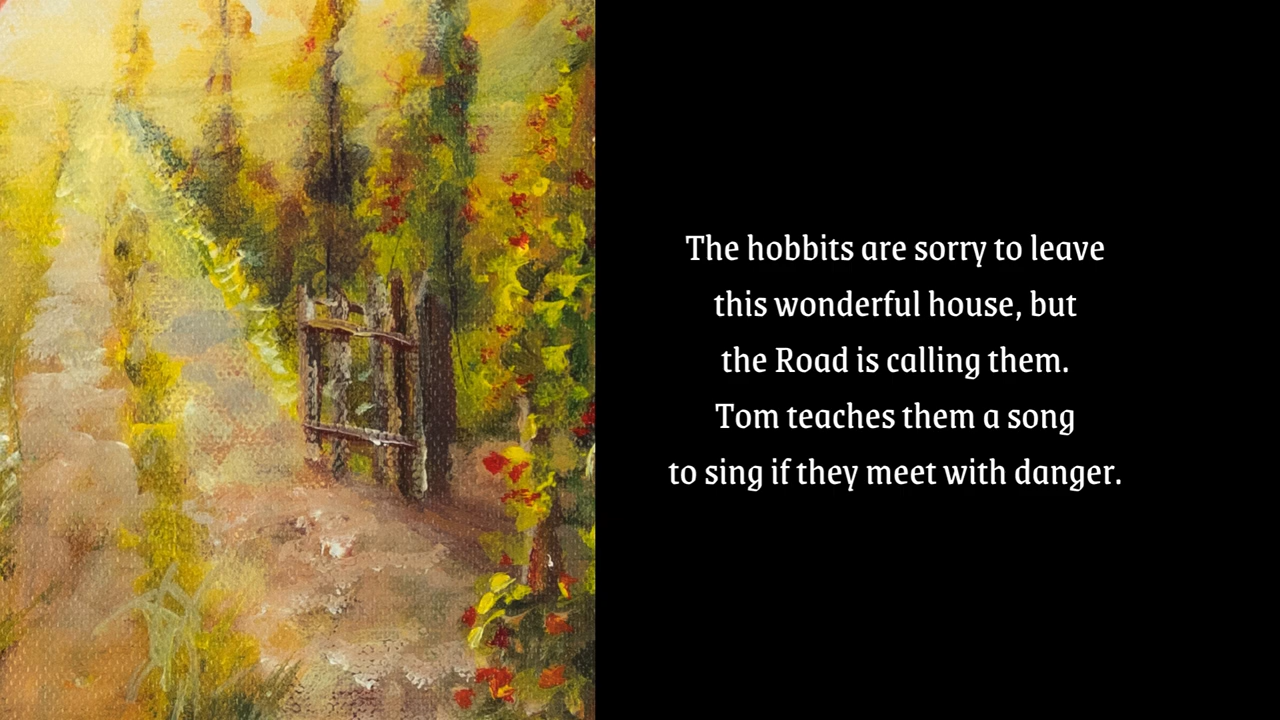 The hobbits are sorry to leave
this wonderful house, but
the Road is calling them.
Tom teaches them a song
to sing if they meet with danger.